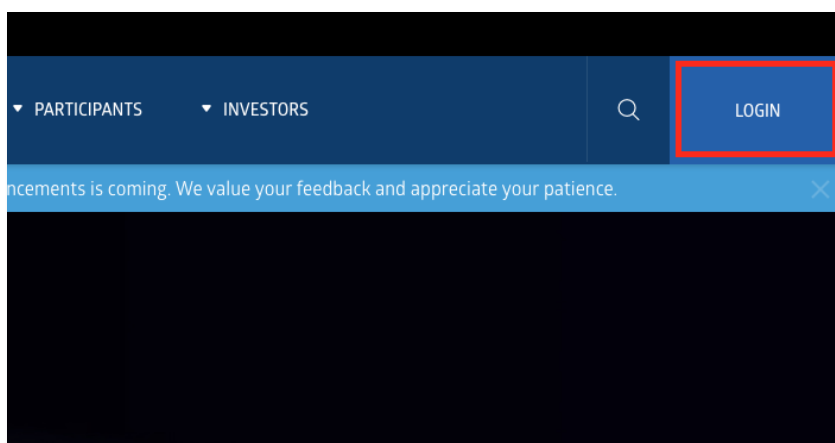 PARTICIPANTS INVESTORS LOGIN
ncements is coming. We value your feedback and appreciate your patience.